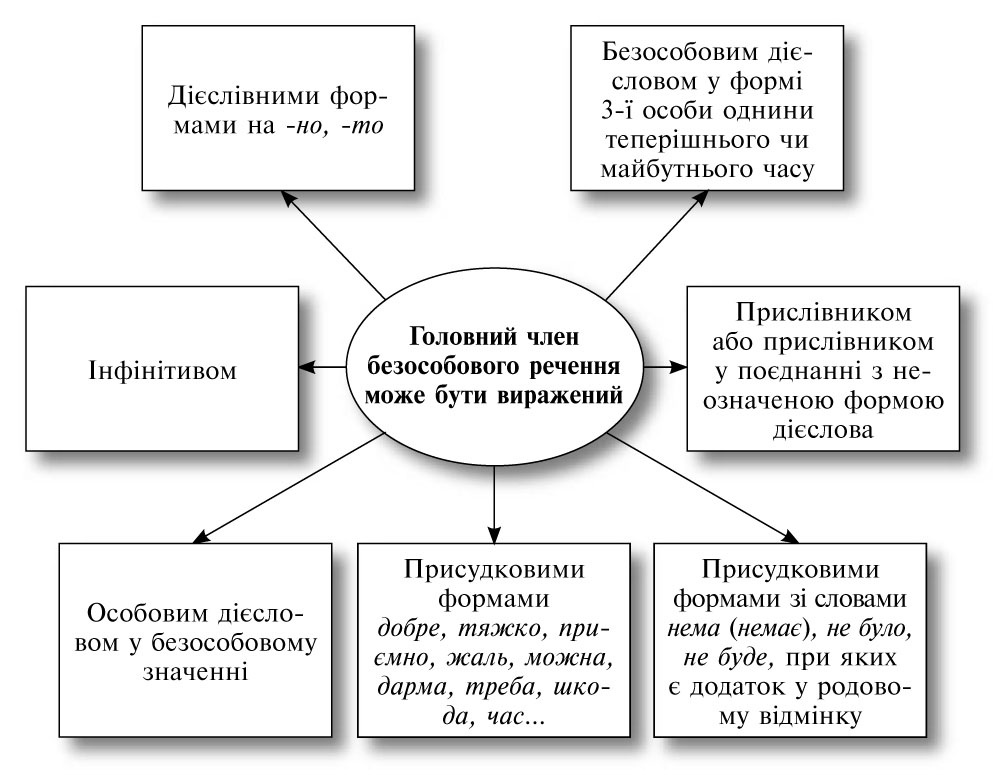 Дієслівними фор-
мами на -но, -то
Безособовим діє-
словом у формі
3-ї особи однини
теперішнього чи
майбутнього часу
Інфінітивом
Головний член
безособового речення
може бути виражений
Прислівником
або прислівником
у поєднанні з не-
означеною формою
дієслова
Особовим дієсло-
вом у безособовому
значенні
Присудковими
формами
добре, тяжко, при-
ємно, жаль, можна,
дарма, треба, шко-
да, час...
Присудковими
формами зі словами
нема (немає), не було,
не буде, при яких
є додаток у родово-
му відмінку